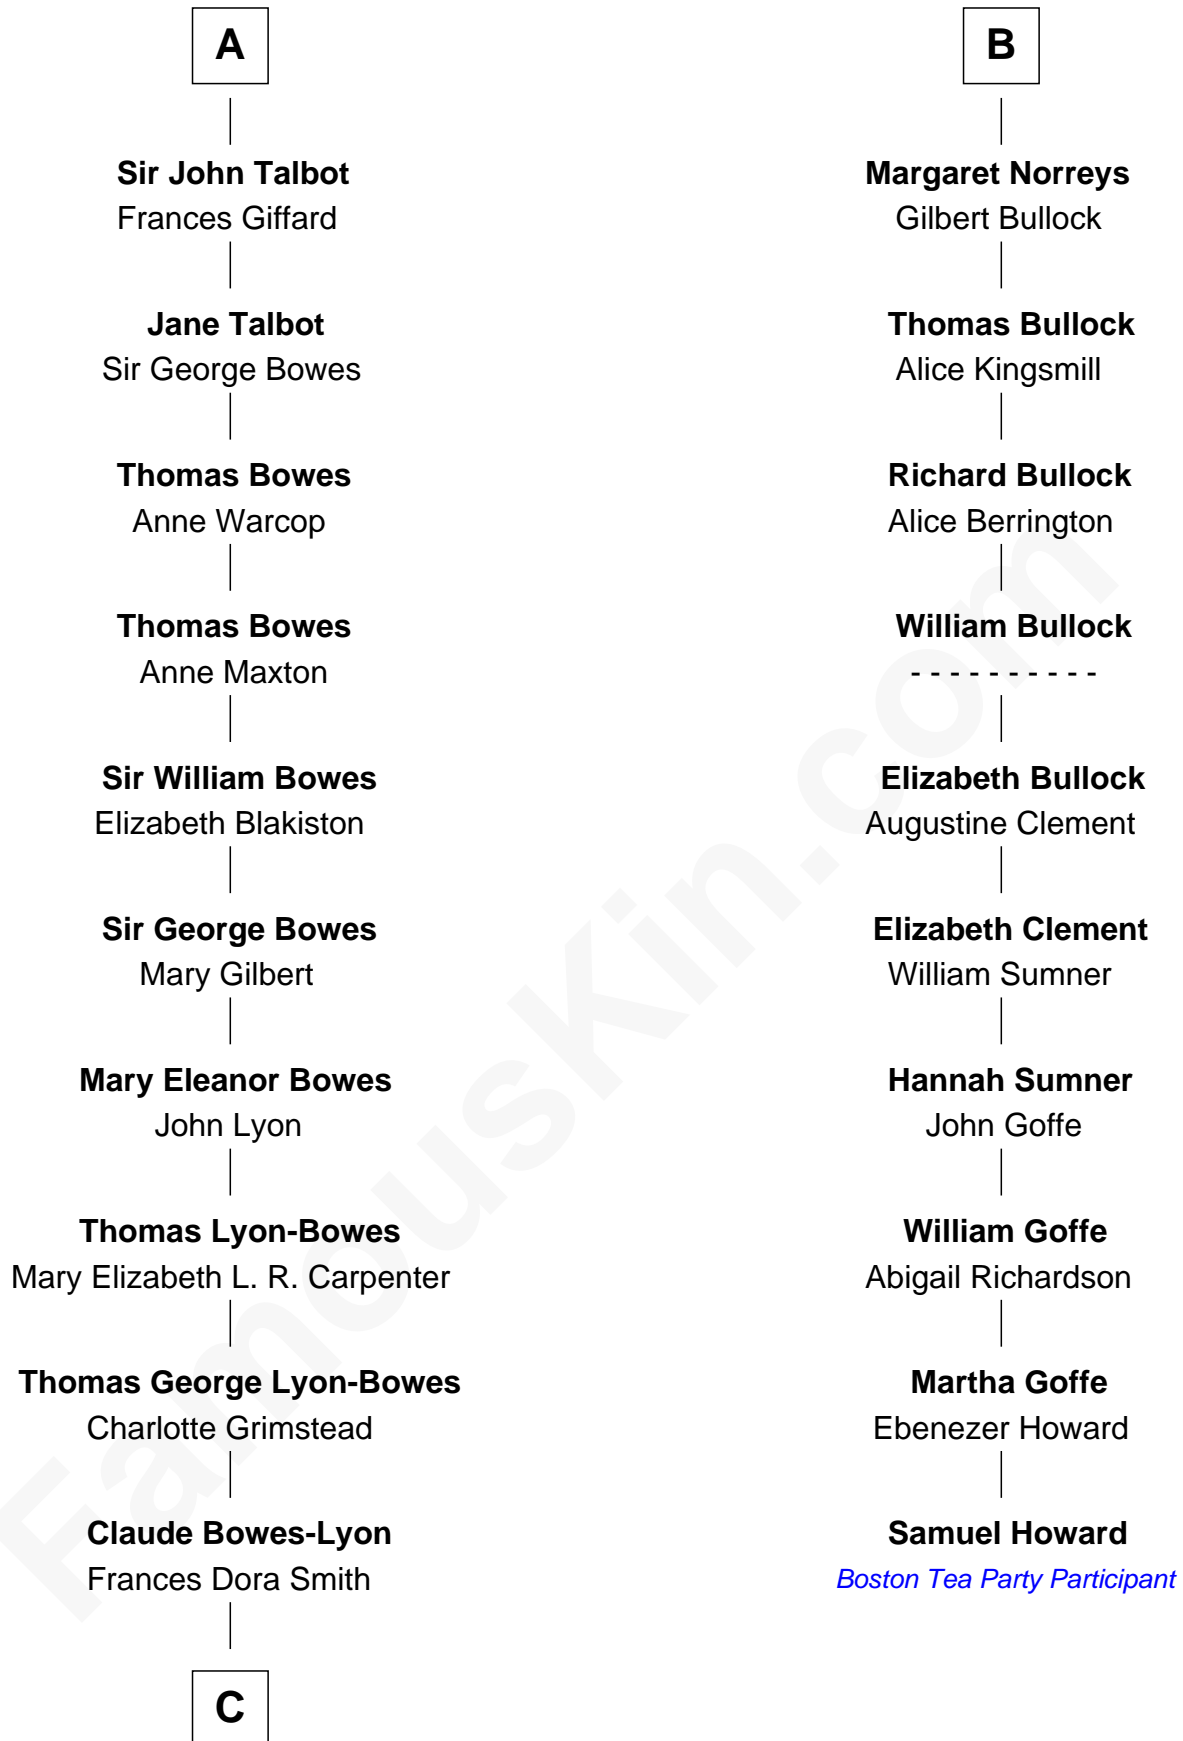 A
Sir John Talbot
Frances Giffard
Jane Talbot
Sir George Bowes
Thomas Bowes
Anne Warcop
Thomas Bowes
Anne Maxton
Sir William Bowes
Elizabeth Blakiston
Sir George Bowes
Mary Gilbert
Mary Eleanor Bowes
John Lyon
Thomas Lyon-Bowes
Mary Elizabeth L. R. Carpenter
Thomas George Lyon-Bowes
Charlotte Grimstead
Claude Bowes-Lyon
Frances Dora Smith
C
B
Margaret Norreys
Gilbert Bullock
Thomas Bullock
Alice Kingsmill
Richard Bullock
Alice Berrington
William Bullock
- - - - - - - - - -
Elizabeth Bullock
Augustine Clement
Elizabeth Clement
William Sumner
Hannah Sumner
John Goffe
William Goffe
Abigail Richardson
Martha Goffe
Ebenezer Howard
Samuel Howard
Boston Tea Party Participant
FamousKin.com